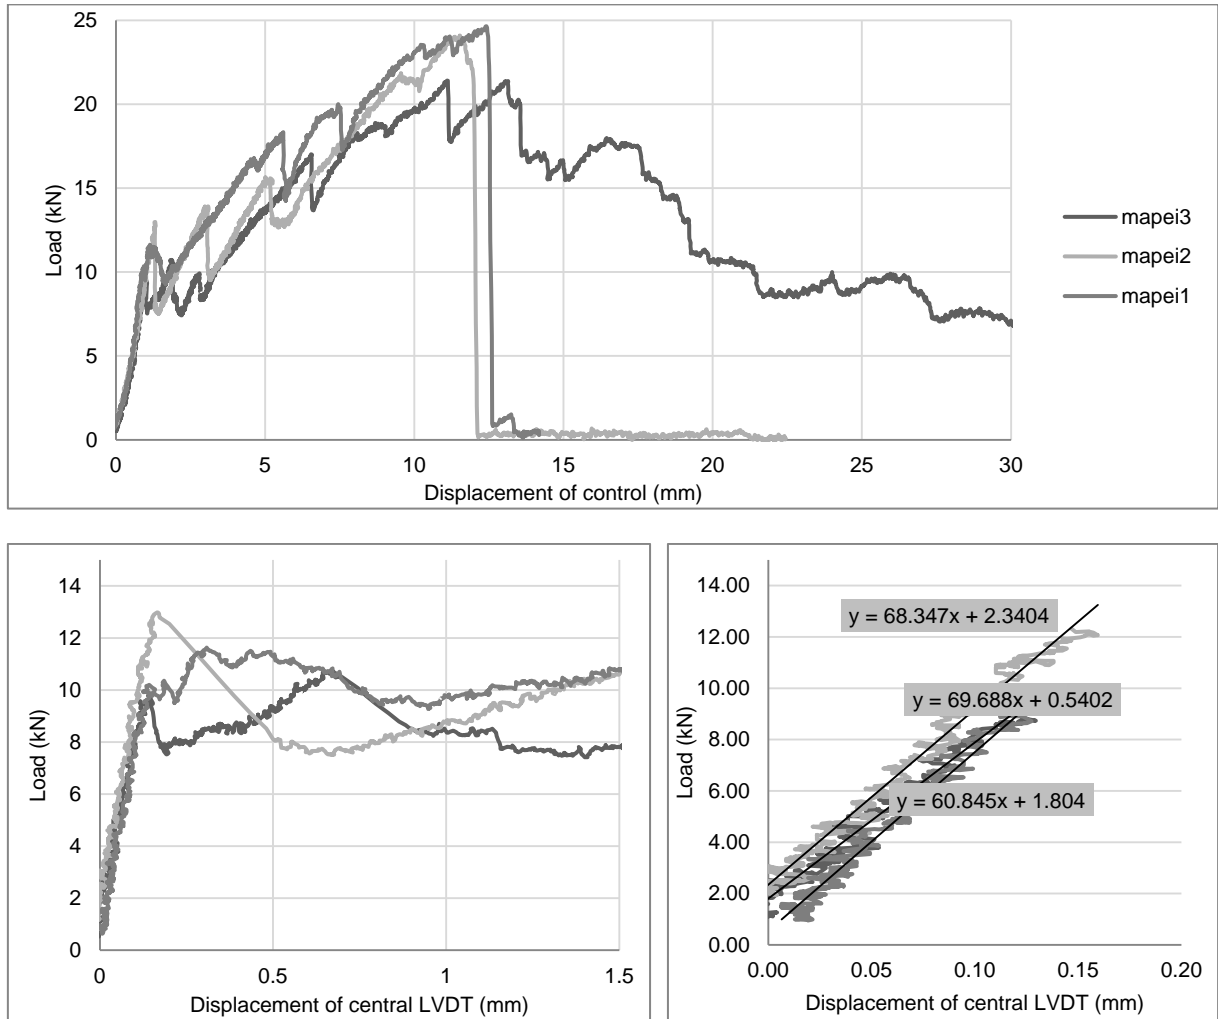 25
20
15
10
5
0
Load (kN)
0 5 10 15 20 25 30
Displacement of control (mm)
mapei3
mapei2
mapei1
14
12
10
8
6
4
2
0
Load (kN)
0 0.5 1 1.5
Displacement of central LVDT (mm)
14.00
12.00
10.00
8.00
6.00
4.00
2.00
0.00
Load (kN)
y = 68.347x + 2.3404
y = 69.688x + 0.5402
y = 60.845x + 1.804
0.00 0.05 0.10 0.15 0.20
Displacement of central LVDT (mm)